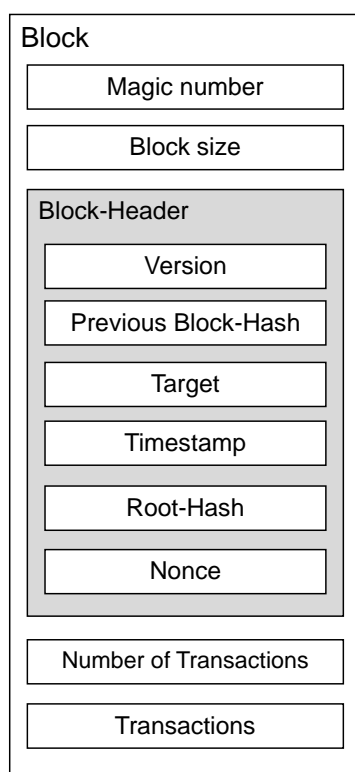 Block
Magic number
Block size
Block-Header
Version
Previous Block-Hash
Target
Timestamp
Root-Hash
Nonce
Number of Transactions
Transactions